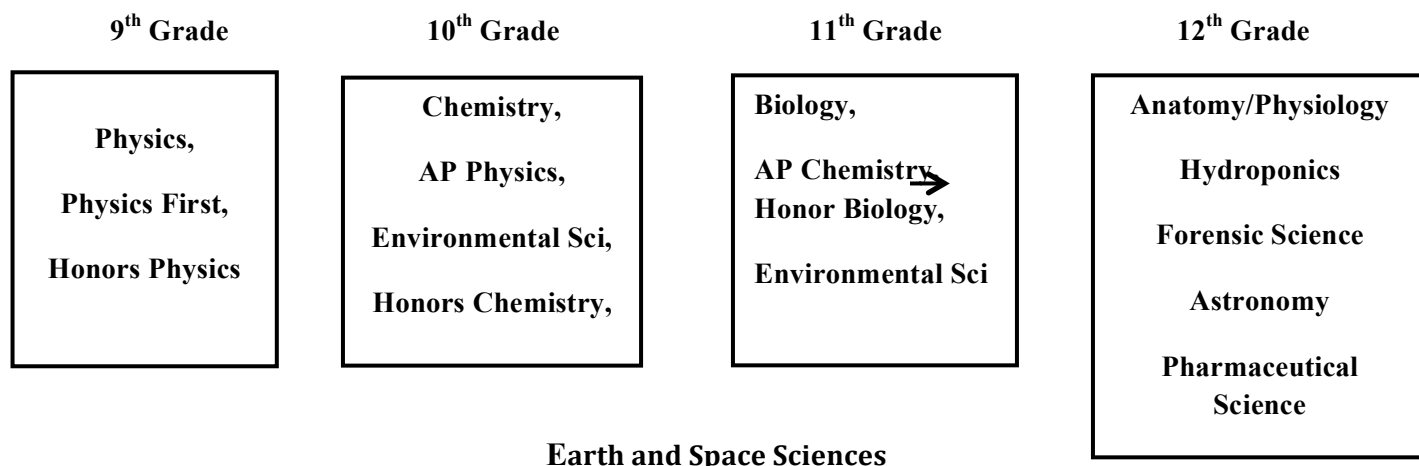 9th Grade
10th Grade
11th Grade
12th Grade
Physics,
Physics First,
Honors Physics
Chemistry,
AP Physics,
Environmental Sci,
Honors Chemistry,
Biology,
AP Chemistry,
Honor Biology,
Environmental Sci
Anatomy/Physiology
Hydroponics
Forensic Science
Astronomy
Pharmaceutical
Science
Earth and Space Sciences